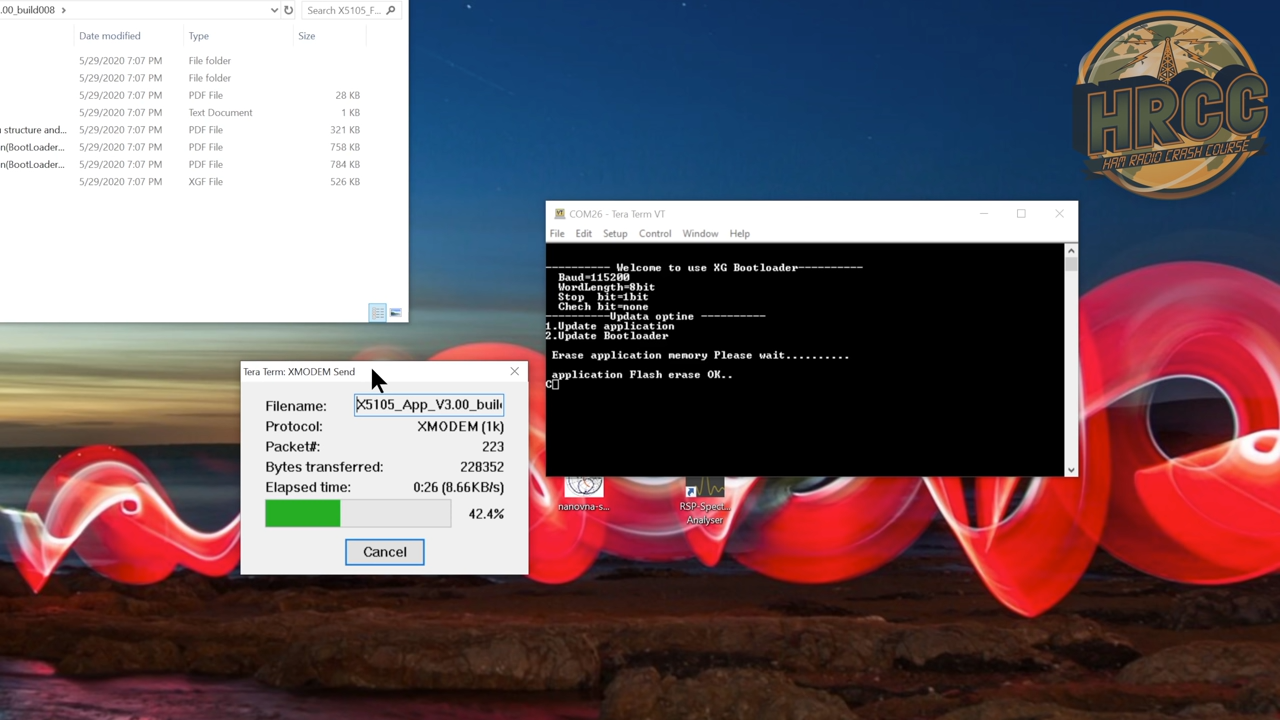 .00_build008
Search X5105_F...
Date modified Type Size
5/29/2020 7:07 PM File folder
5/29/2020 7:07 PM File folder
5/29/2020 7:07 PM PDF File 28 KB
5/29/2020 7:07 PM Text Document 1 KB
structure and... 5/29/2020 7:07 PM PDF File 321 KB
n(BootLoader... 5/29/2020 7:07 PM PDF File 758 KB
n(BootLoader... 5/29/2020 7:07 PM PDF File 784 KB
5/29/2020 7:07 PM XGF File 526 KB
HRCC
HAM RADIO CRASH COURSE
COM26 - Tera Term VT
File Edit Setup Control Window Help
---------- Welcome to use XG Bootloader----------
Baud=115200
WordLength=8bit
Stop bit=1bit
Chech bit=none
----------Updata optine ----------
1.Update application
2.Update Bootloader
Erase application memory Please wait..........
application Flash erase OK..
C
Tera Term: XMODEM Send
Filename: X5105_App_V3.00_buil
Protocol: XMODEM (1k)
Packet#: 223
Bytes transferred: 228352
Elapsed time: 0:26 (8.66KB/s)
42.4%
Cancel
nanovna-s...
RSP-Spect...
Analyser